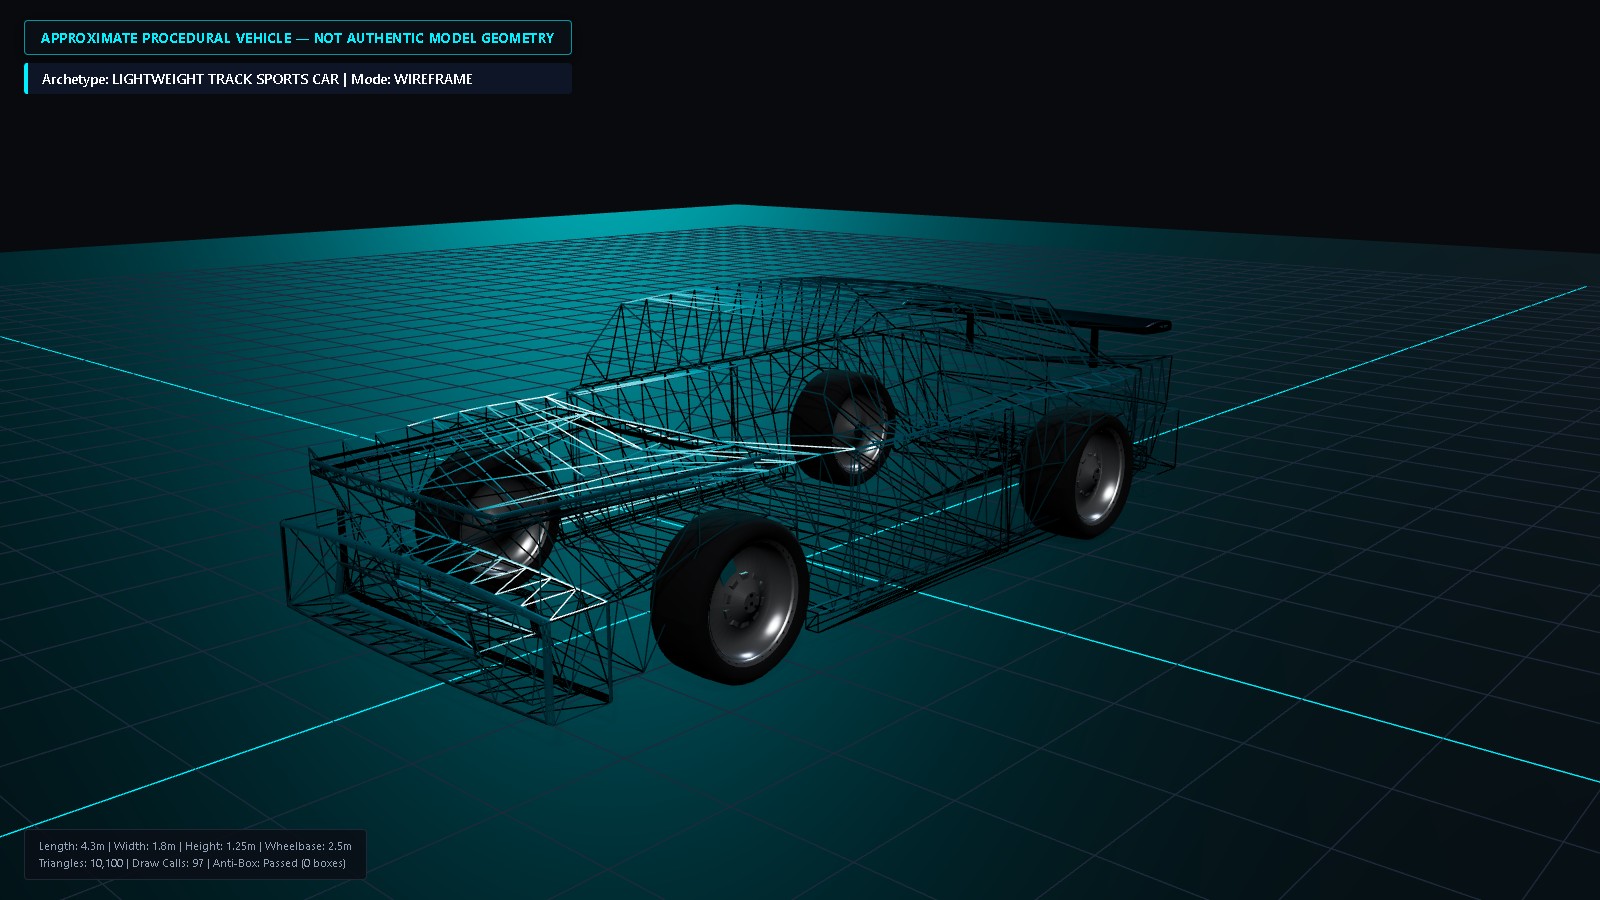 APPROXIMATE PROCEDURAL VEHICLE — NOT AUTHENTIC MODEL GEOMETRY
Archetype: LIGHTWEIGHT TRACK SPORTS CAR | Mode: WIREFRAME
Length: 4.3m | Width: 1.8m | Height: 1.25m | Wheelbase: 2.5m
Triangles: 10,100 | Draw Calls: 97 | Anti-Box: Passed (0 boxes)